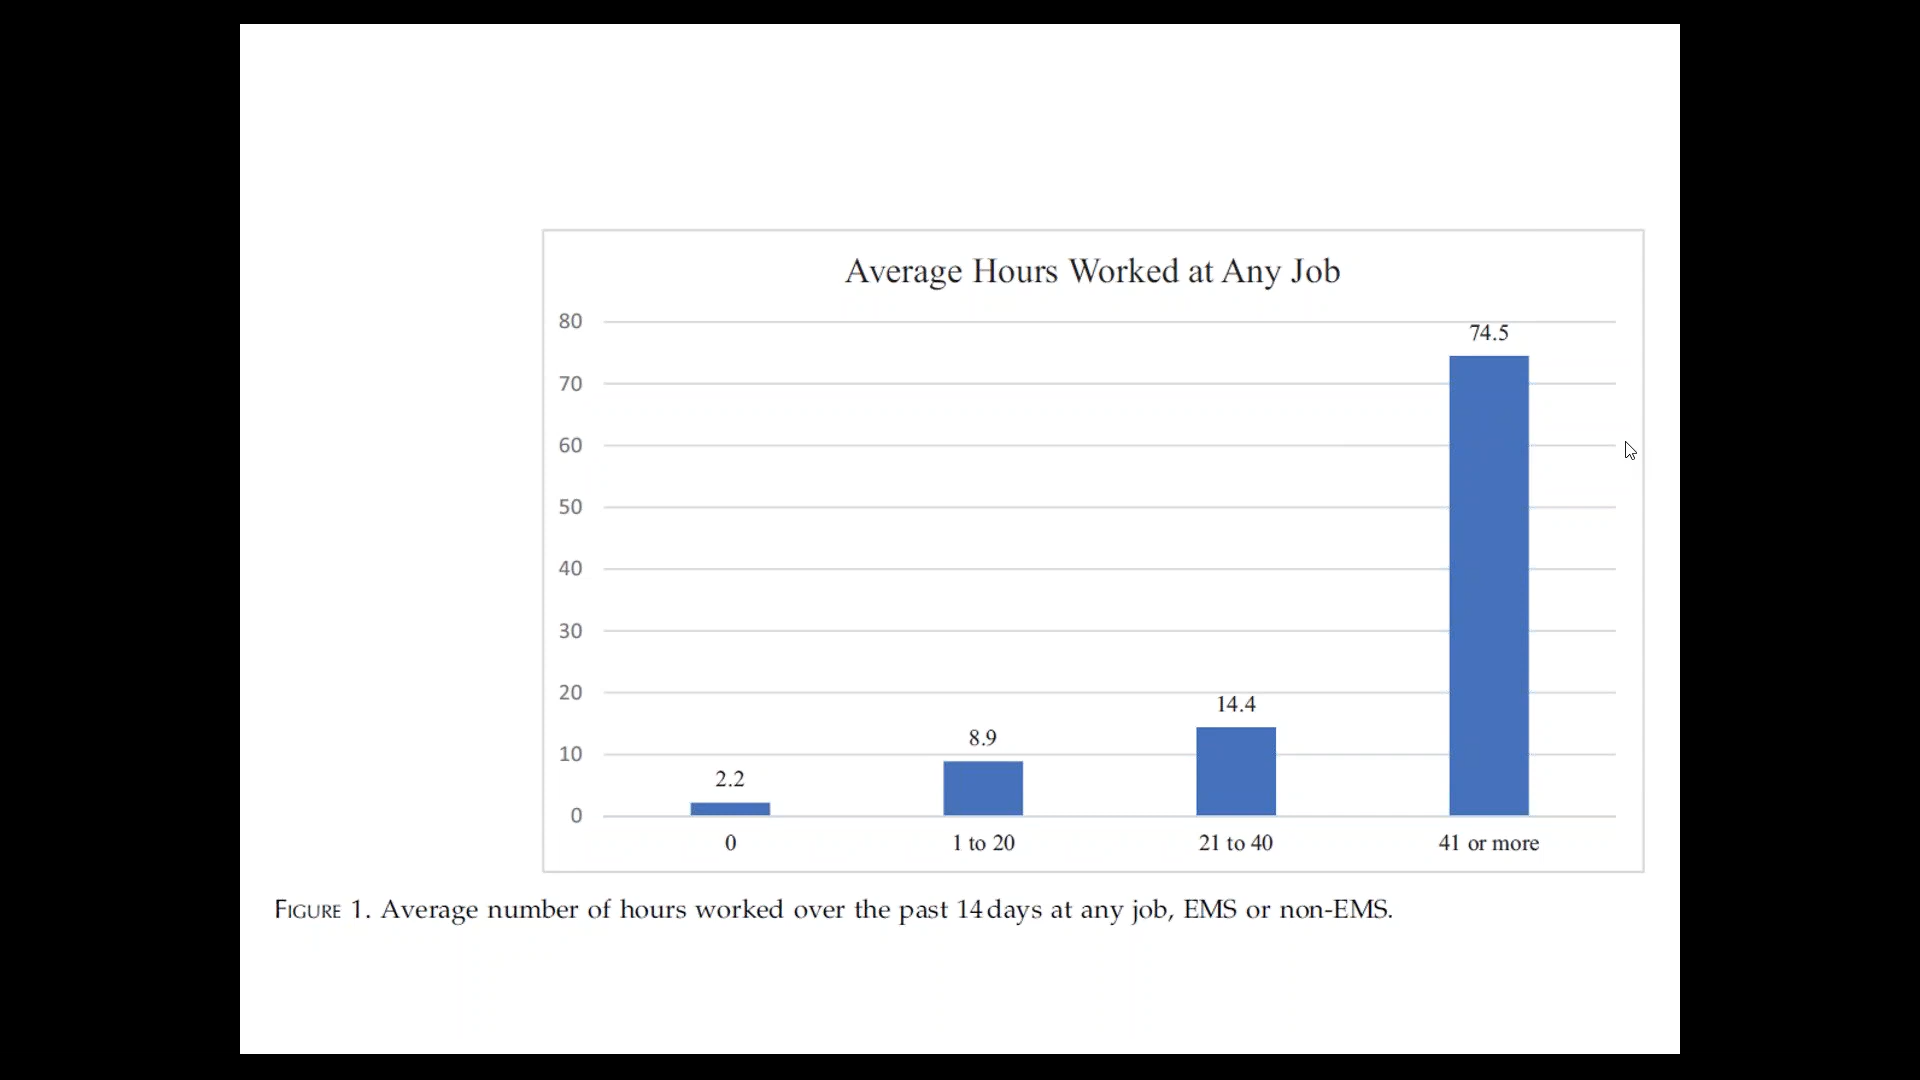 Average Hours Worked at Any Job
80
74.5
70
60
50
40
30
20
14.4
10
8.9
2.2
0
0
1 to 20
21 to 40
41 or more
FIGURE 1. Average number of hours worked over the past 14 days at any job, EMS or non-EMS.